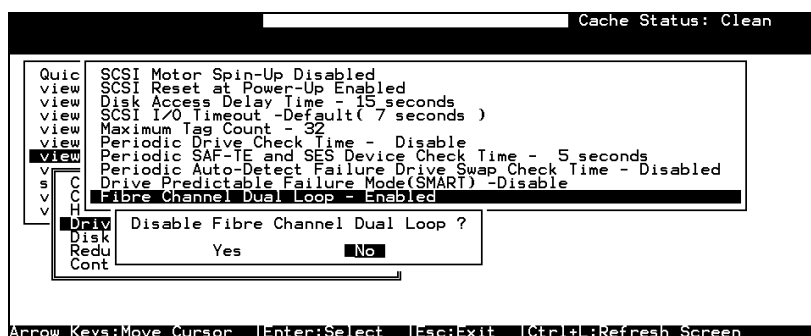 Cache Status: Clean
Quic
view
view
view
view
view
view
v
s
v
v
SCSI Motor Spin-Up Disabled
SCSI Reset at Power-Up Enabled
Disk Access Delay Time - 15 seconds
SCSI I/O Timeout -Default( 7 seconds )
Maximum Tag Count - 32
Periodic Drive Check Time -  Disable
Periodic SAF-TE and SES Device Check Time -  5 seconds
Periodic Auto-Detect Failure Drive Swap Check Time - Disabled
Drive Predictable Failure Mode(SMART) -Disable
Fibre Channel Dual Loop - Enabled
C
C
H
Driv
Disk
Redu
Cont
Disable Fibre Channel Dual Loop ?
Yes No
Arrow Keys:Move Cursor |Enter:Select |Esc:Exit |Ctrl+L:Refresh Screen